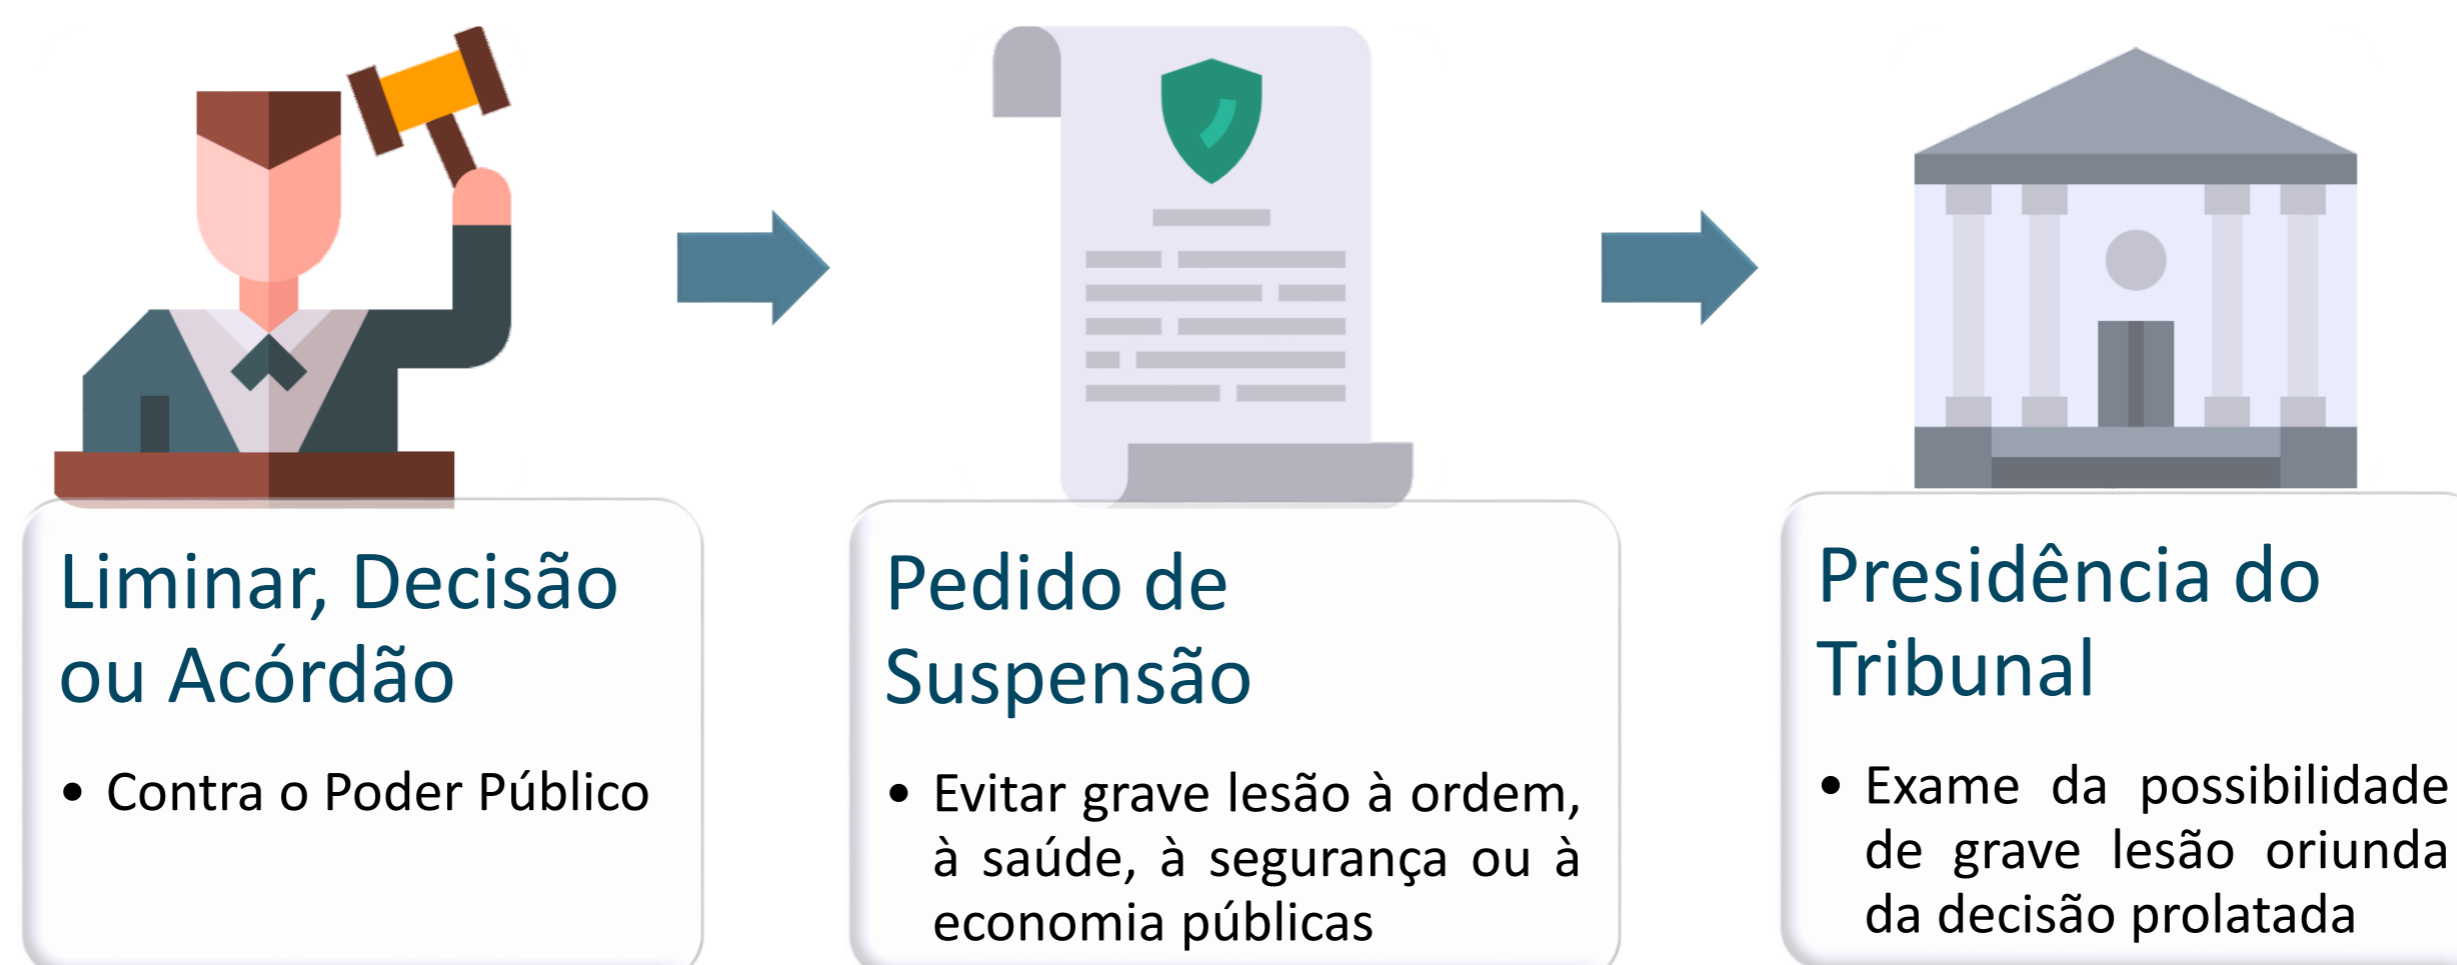 Liminar, Decisão
ou Acórdão
• Contra o Poder Público
Pedido de
Suspensão
• Evitar grave lesão à ordem,
à saúde, à segurança ou à
economia públicas
Presidência do
Tribunal
• Exame da possibilidade
de grave lesão oriunda
da decisão prolatada